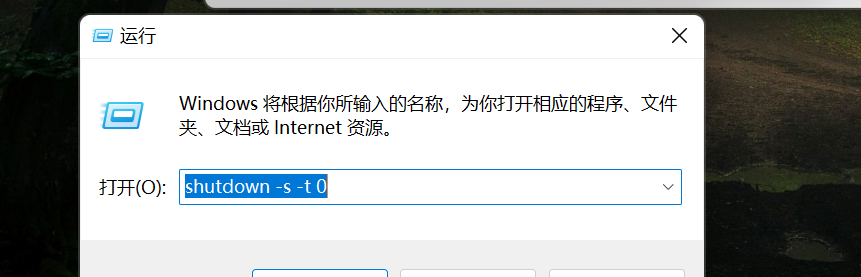 运行
Windows 将根据你所输入的名称，为你打开相应的程序、文件
夹、文档或 Internet 资源。
打开(O): shutdown -s -t 0